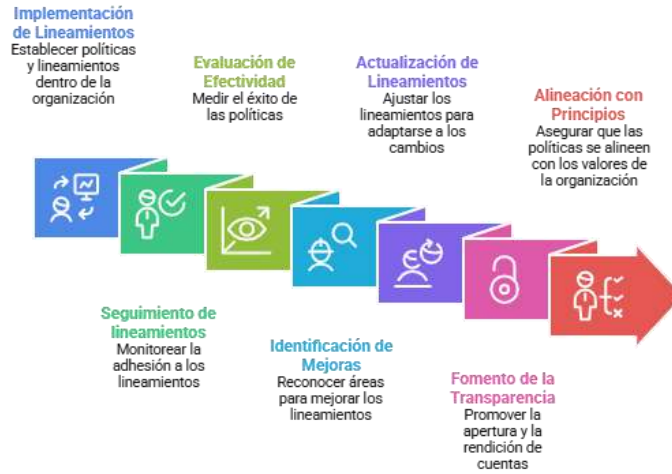 Implementación
de Lineamientos
Establecer políticas
y lineamientos
dentro de la
organización
Seguimiento de
lineamientos
Monitorear la
adhesión a los
lineamientos
Evaluación de
Efectividad
Medir el éxito de
las políticas
Identificación de
Mejoras
Reconocer áreas
para mejorar los
lineamientos
Actualización de
Lineamientos
Ajustar los
lineamientos para
adaptarse a los
cambios
Fomento de la
Transparencia
Promover la
apertura y la
rendición de
cuentas
Alineación con
Principios
Asegurar que las
políticas se alineen
con los valores de
la organización